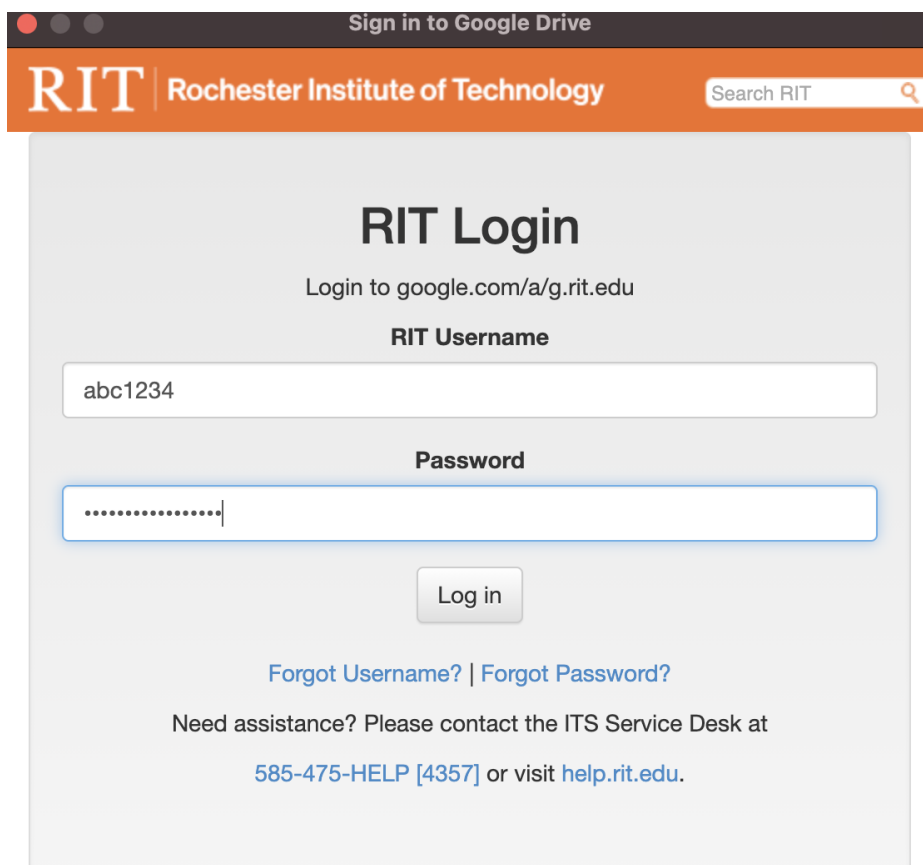 Sign in to Google Drive
RIT Rochester Institute of Technology Search RIT
RIT Login
Login to google.com/a/g.rit.edu
RIT Username
abc1234
Password
•••••••••••••••••
Log in
Forgot Username? | Forgot Password?
Need assistance? Please contact the ITS Service Desk at
585-475-HELP [4357] or visit help.rit.edu.